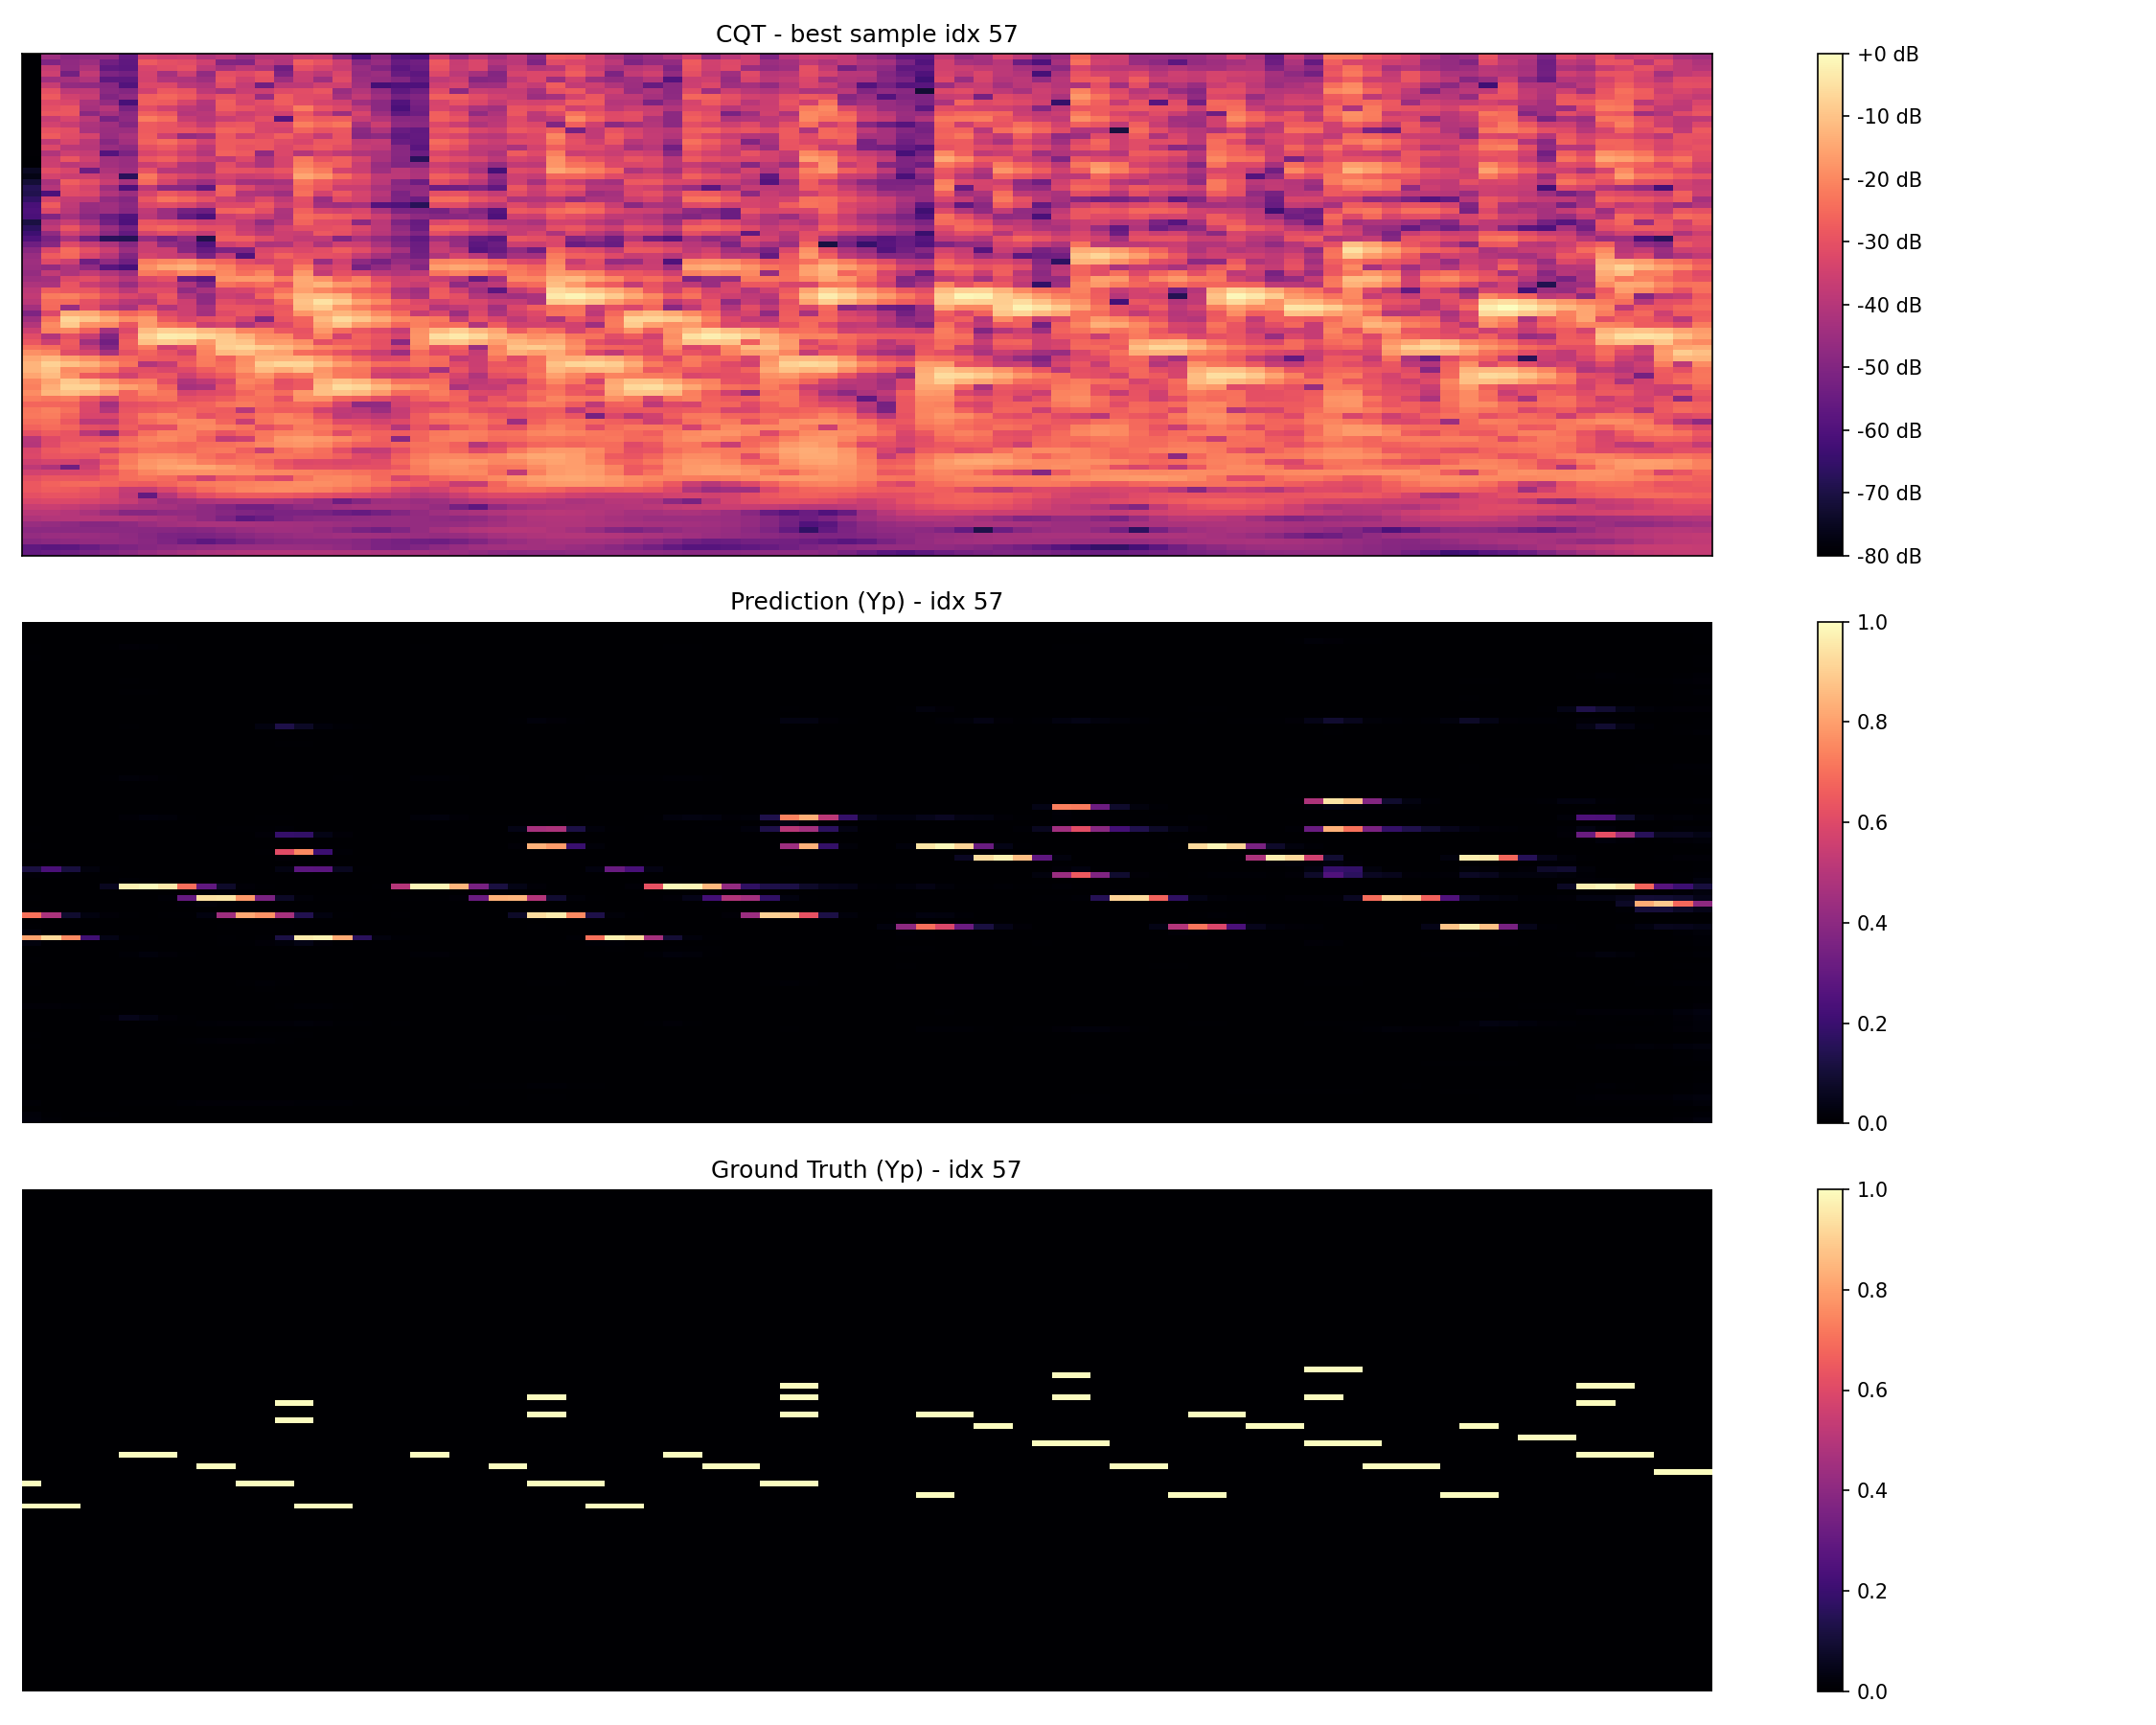 CQT - best sample idx 57
+0 dB
-10 dB
-20 dB
-30 dB
-40 dB
-50 dB
-60 dB
-70 dB
-80 dB
Prediction (Yp) - idx 57
1.0
0.8
0.6
0.4
0.2
0.0
Ground Truth (Yp) - idx 57
1.0
0.8
0.6
0.4
0.2
0.0